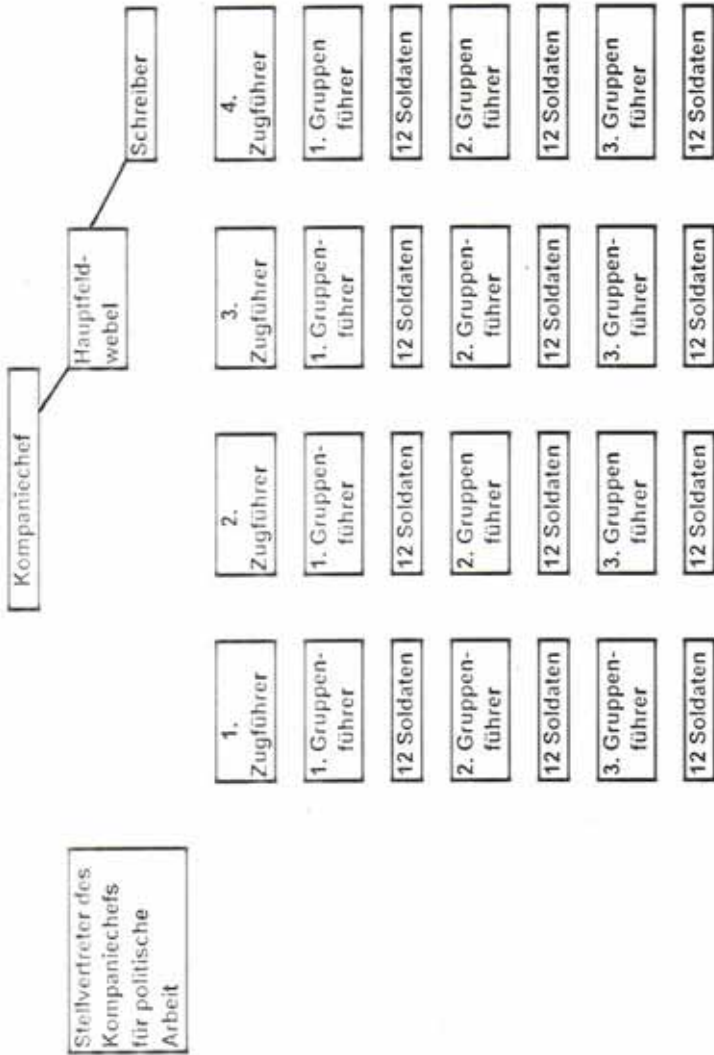 Kompaniechef
Stellvertreter des
Kompaniechefs
für politische
Arbeit
Hauptfeld-
webel
Schreiber
1.
Zugführer
1. Gruppen-
führer
12 Soldaten
2. Gruppen-
führer
12 Soldaten
3. Gruppen-
führer
12 Soldaten
2.
Zugführer
1. Gruppen-
führer
12 Soldaten
2. Gruppen
führer
12 Soldaten
3. Gruppen
führer
12 Soldaten
3.
Zugführer
1. Gruppen-
führer
12 Soldaten
2. Gruppen-
führer
12 Soldaten
3. Gruppen-
führer
12 Soldaten
4.
Zugführer
1. Gruppen
führer
12 Soldaten
2. Gruppen
führer
12 Soldaten
3. Gruppen
führer
12 Soldaten